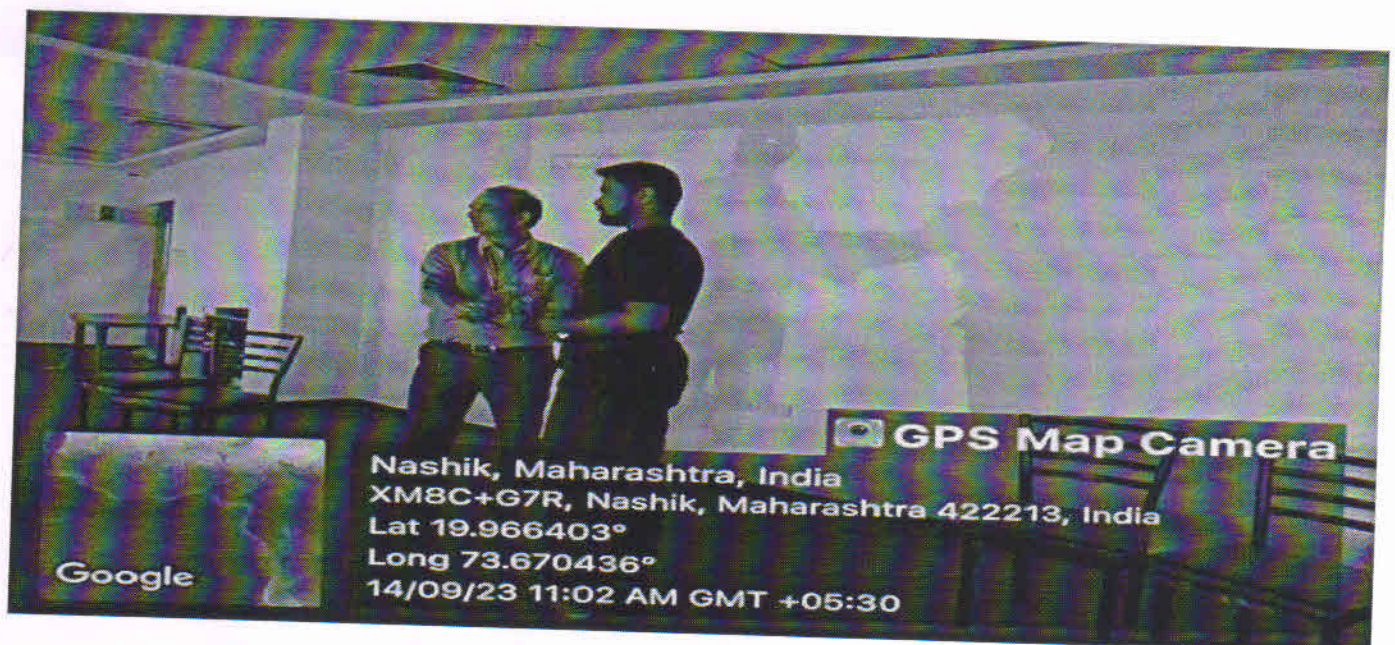 GPS Map Camera
Nashik, Maharashtra, India
XM8C+G7R, Nashik, Maharashtra 422213, India
Lat 19.966403°
Long 73.670436°
14/09/23 11:02 AM GMT +05:30
Google